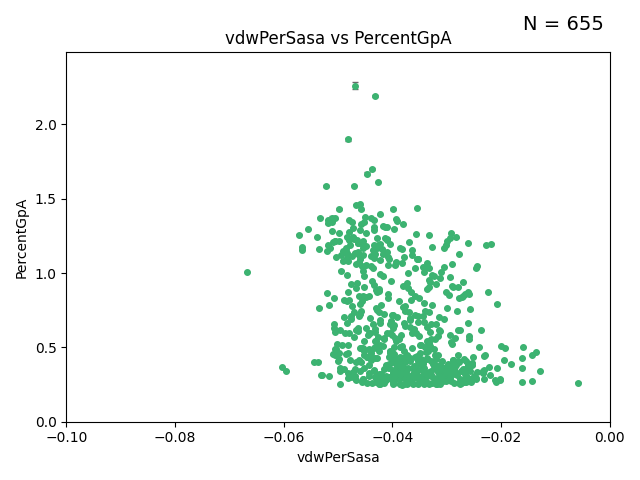 N = 655
vdwPerSasa vs PercentGpA
PercentGpA
2.0
1.5
1.0
0.5
0.0
−0.10 −0.08 −0.06 −0.04 −0.02 0.00
vdwPerSasa